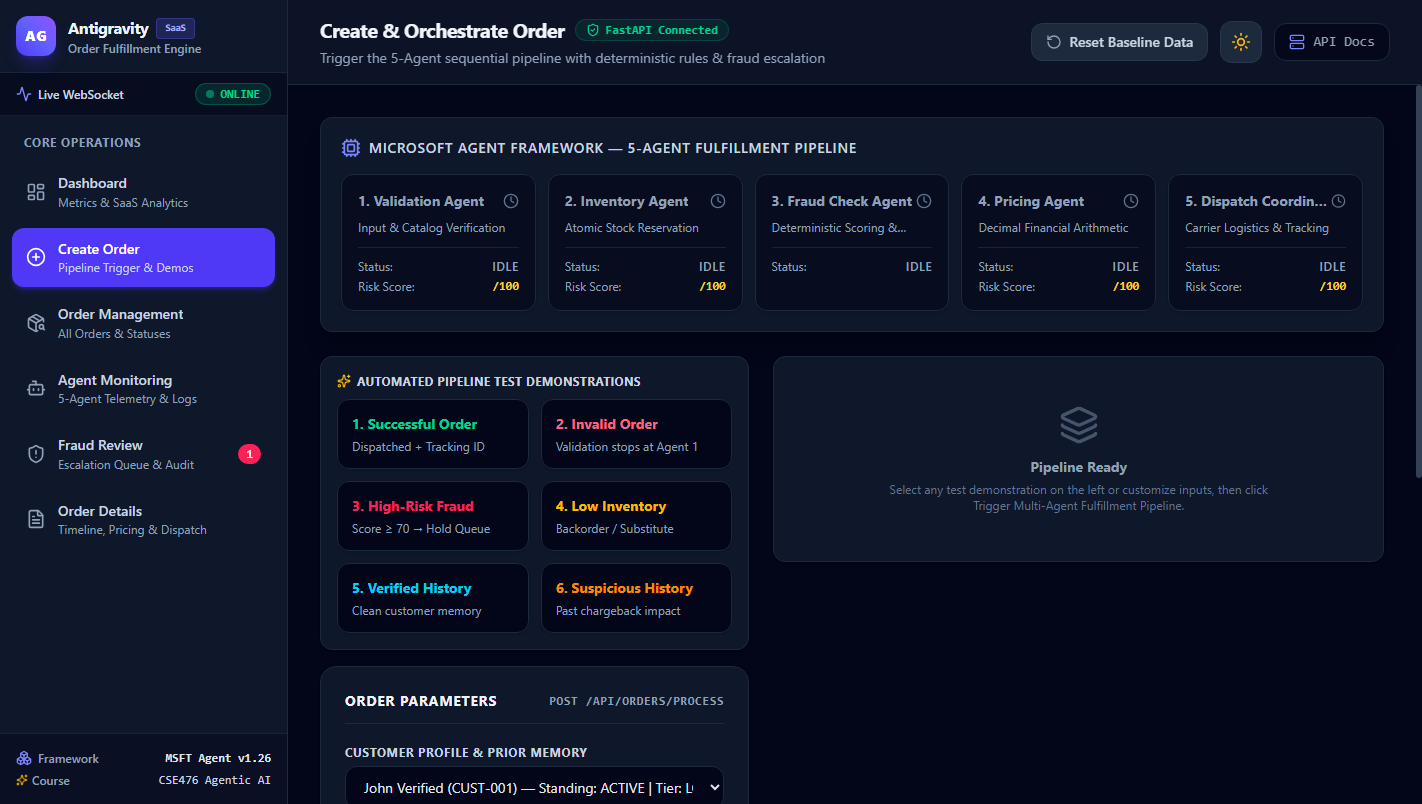 AG
Antigravity SaaS
Order Fulfillment Engine
Live WebSocket
ONLINE
CORE OPERATIONS
Dashboard
Metrics & SaaS Analytics
Create Order
Pipeline Trigger & Demos
Order Management
All Orders & Statuses
Agent Monitoring
5-Agent Telemetry & Logs
Fraud Review
Escalation Queue & Audit
1
Order Details
Timeline, Pricing & Dispatch
Framework MSFT Agent v1.26
Course CSE476 Agentic AI
Create & Orchestrate Order
FastAPI Connected
Trigger the 5-Agent sequential pipeline with deterministic rules & fraud escalation
Reset Baseline Data
API Docs
MICROSOFT AGENT FRAMEWORK — 5-AGENT FULFILLMENT PIPELINE
1. Validation Agent
Input & Catalog Verification
Status: IDLE
Risk Score: /100
2. Inventory Agent
Atomic Stock Reservation
Status: IDLE
Risk Score: /100
3. Fraud Check Agent
Deterministic Scoring &...
Status: IDLE
4. Pricing Agent
Decimal Financial Arithmetic
Status: IDLE
Risk Score: /100
5. Dispatch Coordin...
Carrier Logistics & Tracking
Status: IDLE
Risk Score: /100
AUTOMATED PIPELINE TEST DEMONSTRATIONS
1. Successful Order
Dispatched + Tracking ID
2. Invalid Order
Validation stops at Agent 1
3. High-Risk Fraud
Score ≥ 70 → Hold Queue
4. Low Inventory
Backorder / Substitute
5. Verified History
Clean customer memory
6. Suspicious History
Past chargeback impact
Pipeline Ready
Select any test demonstration on the left or customize inputs, then click
Trigger Multi-Agent Fulfillment Pipeline.
ORDER PARAMETERS
POST /API/ORDERS/PROCESS
CUSTOMER PROFILE & PRIOR MEMORY
John Verified (CUST-001) — Standing: ACTIVE | Tier: